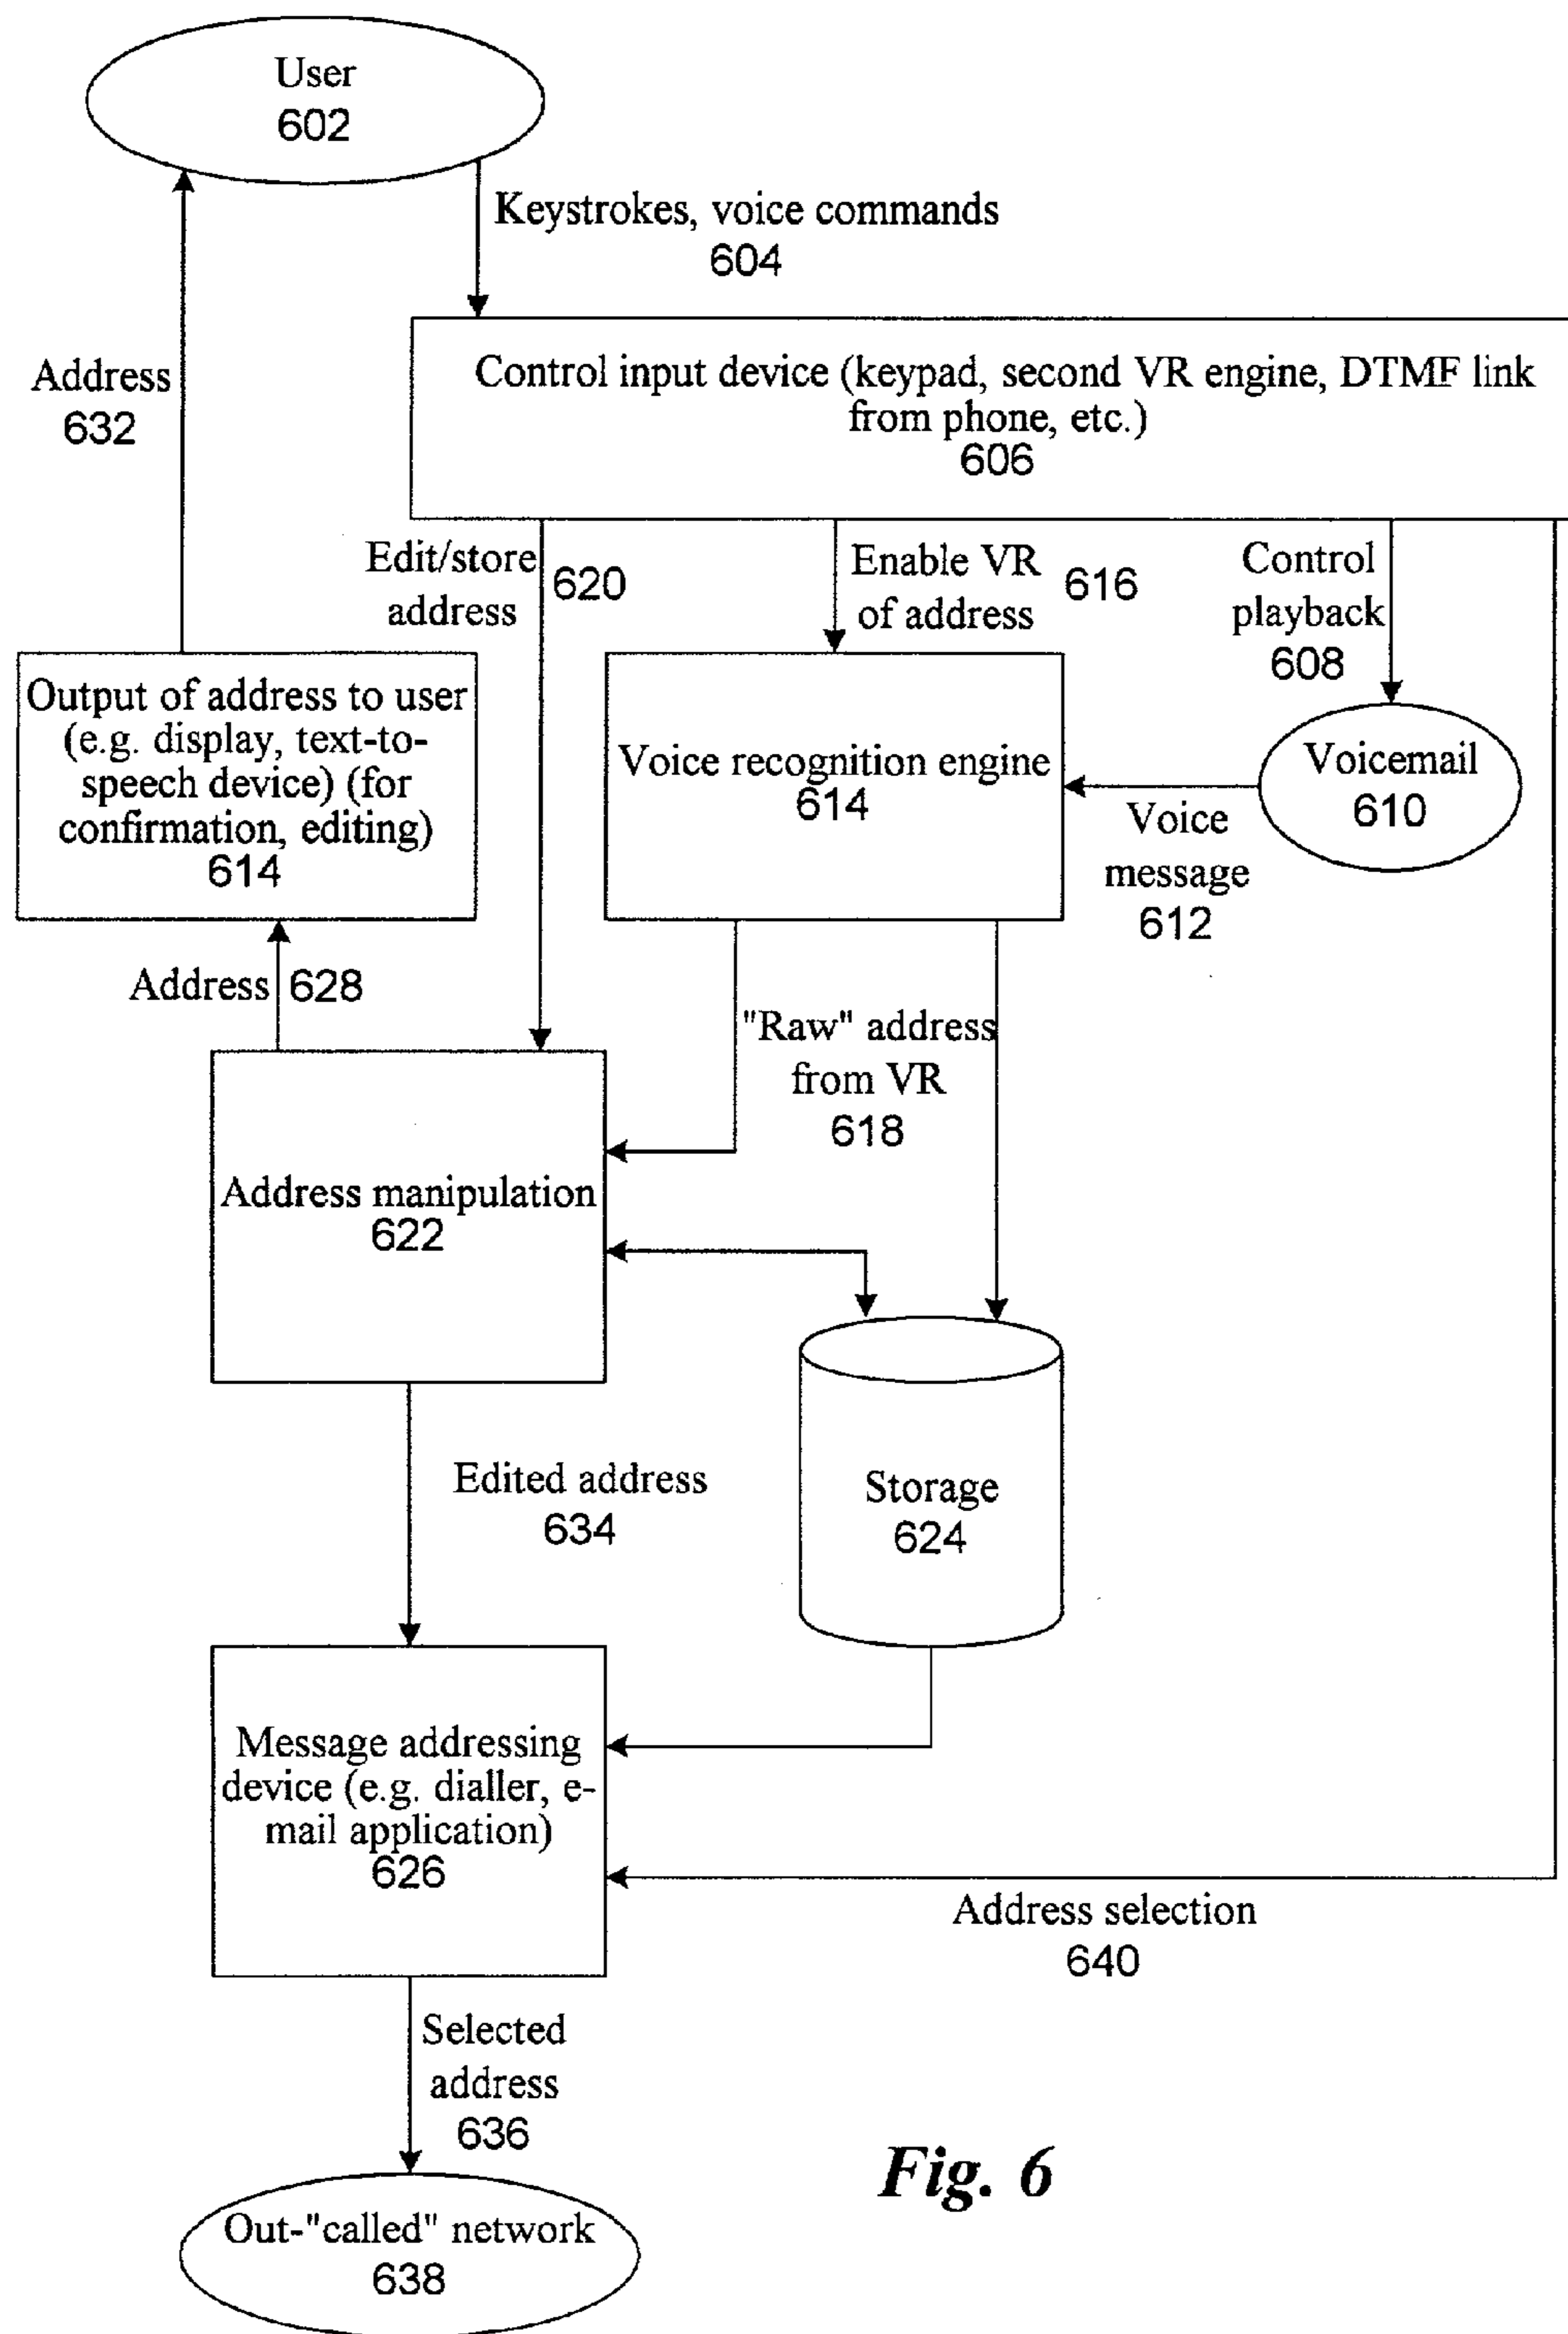 User
602
Keystrokes, voice commands
604
Address
632
Control input device (keypad, second VR engine, DTMF link
from phone, etc.)
606
Edit/store
address
620
Enable VR
of address
616
Control
playback
608
Output of address to user
(e.g. display, text-to-
speech device) (for
confirmation, editing)
614
Voice recognition engine
614
Voicemail
610
Voice
message
612
Address
628
"Raw" address
from VR
618
Address manipulation
622
Edited address
634
Storage
624
Message addressing
device (e.g. dialler, e-
mail application)
626
Address selection
640
Selected
address
636
Out-"called" network
638
Fig. 6